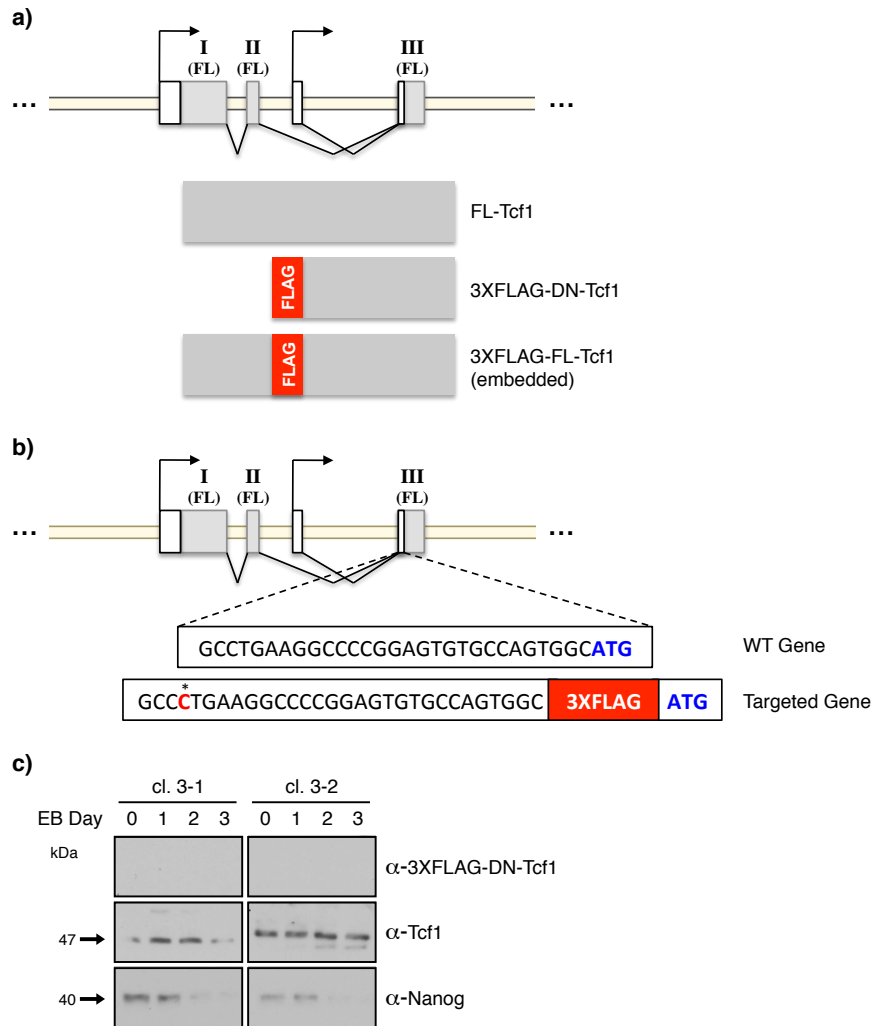 a)
I II III
(FL) (FL) (FL)
... ...
FL-Tcf1
FLAG 3XFLAG-DN-Tcf1
FLAG 3XFLAG-FL-Tcf1
(embedded)
b)
I II III
(FL) (FL) (FL)
... ...
GCCTGAAGGCCCCGGAGTGTGCCAGTGGCATG WT Gene
*
GCCCTGAAGGCCCCGGAGTGTGCCAGTGGC 3XFLAG ATG Targeted Gene
c)
cl. 3-1 cl. 3-2
EB Day 0 1 2 3 0 1 2 3
kDa
α-3XFLAG-DN-Tcf1
47 α-Tcf1
40 α-Nanog